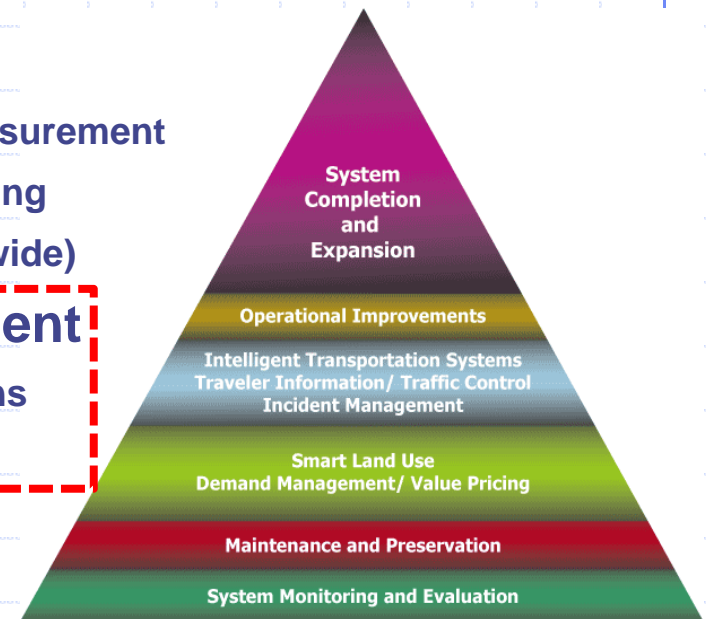 surement
ng
vide)
ent
ns
System
Completion
and
Expansion
Operational Improvements
Intelligent Transportation Systems
Traveler Information/ Traffic Control
Incident Management
Smart Land Use
Demand Management/ Value Pricing
Maintenance and Preservation
System Monitoring and Evaluation